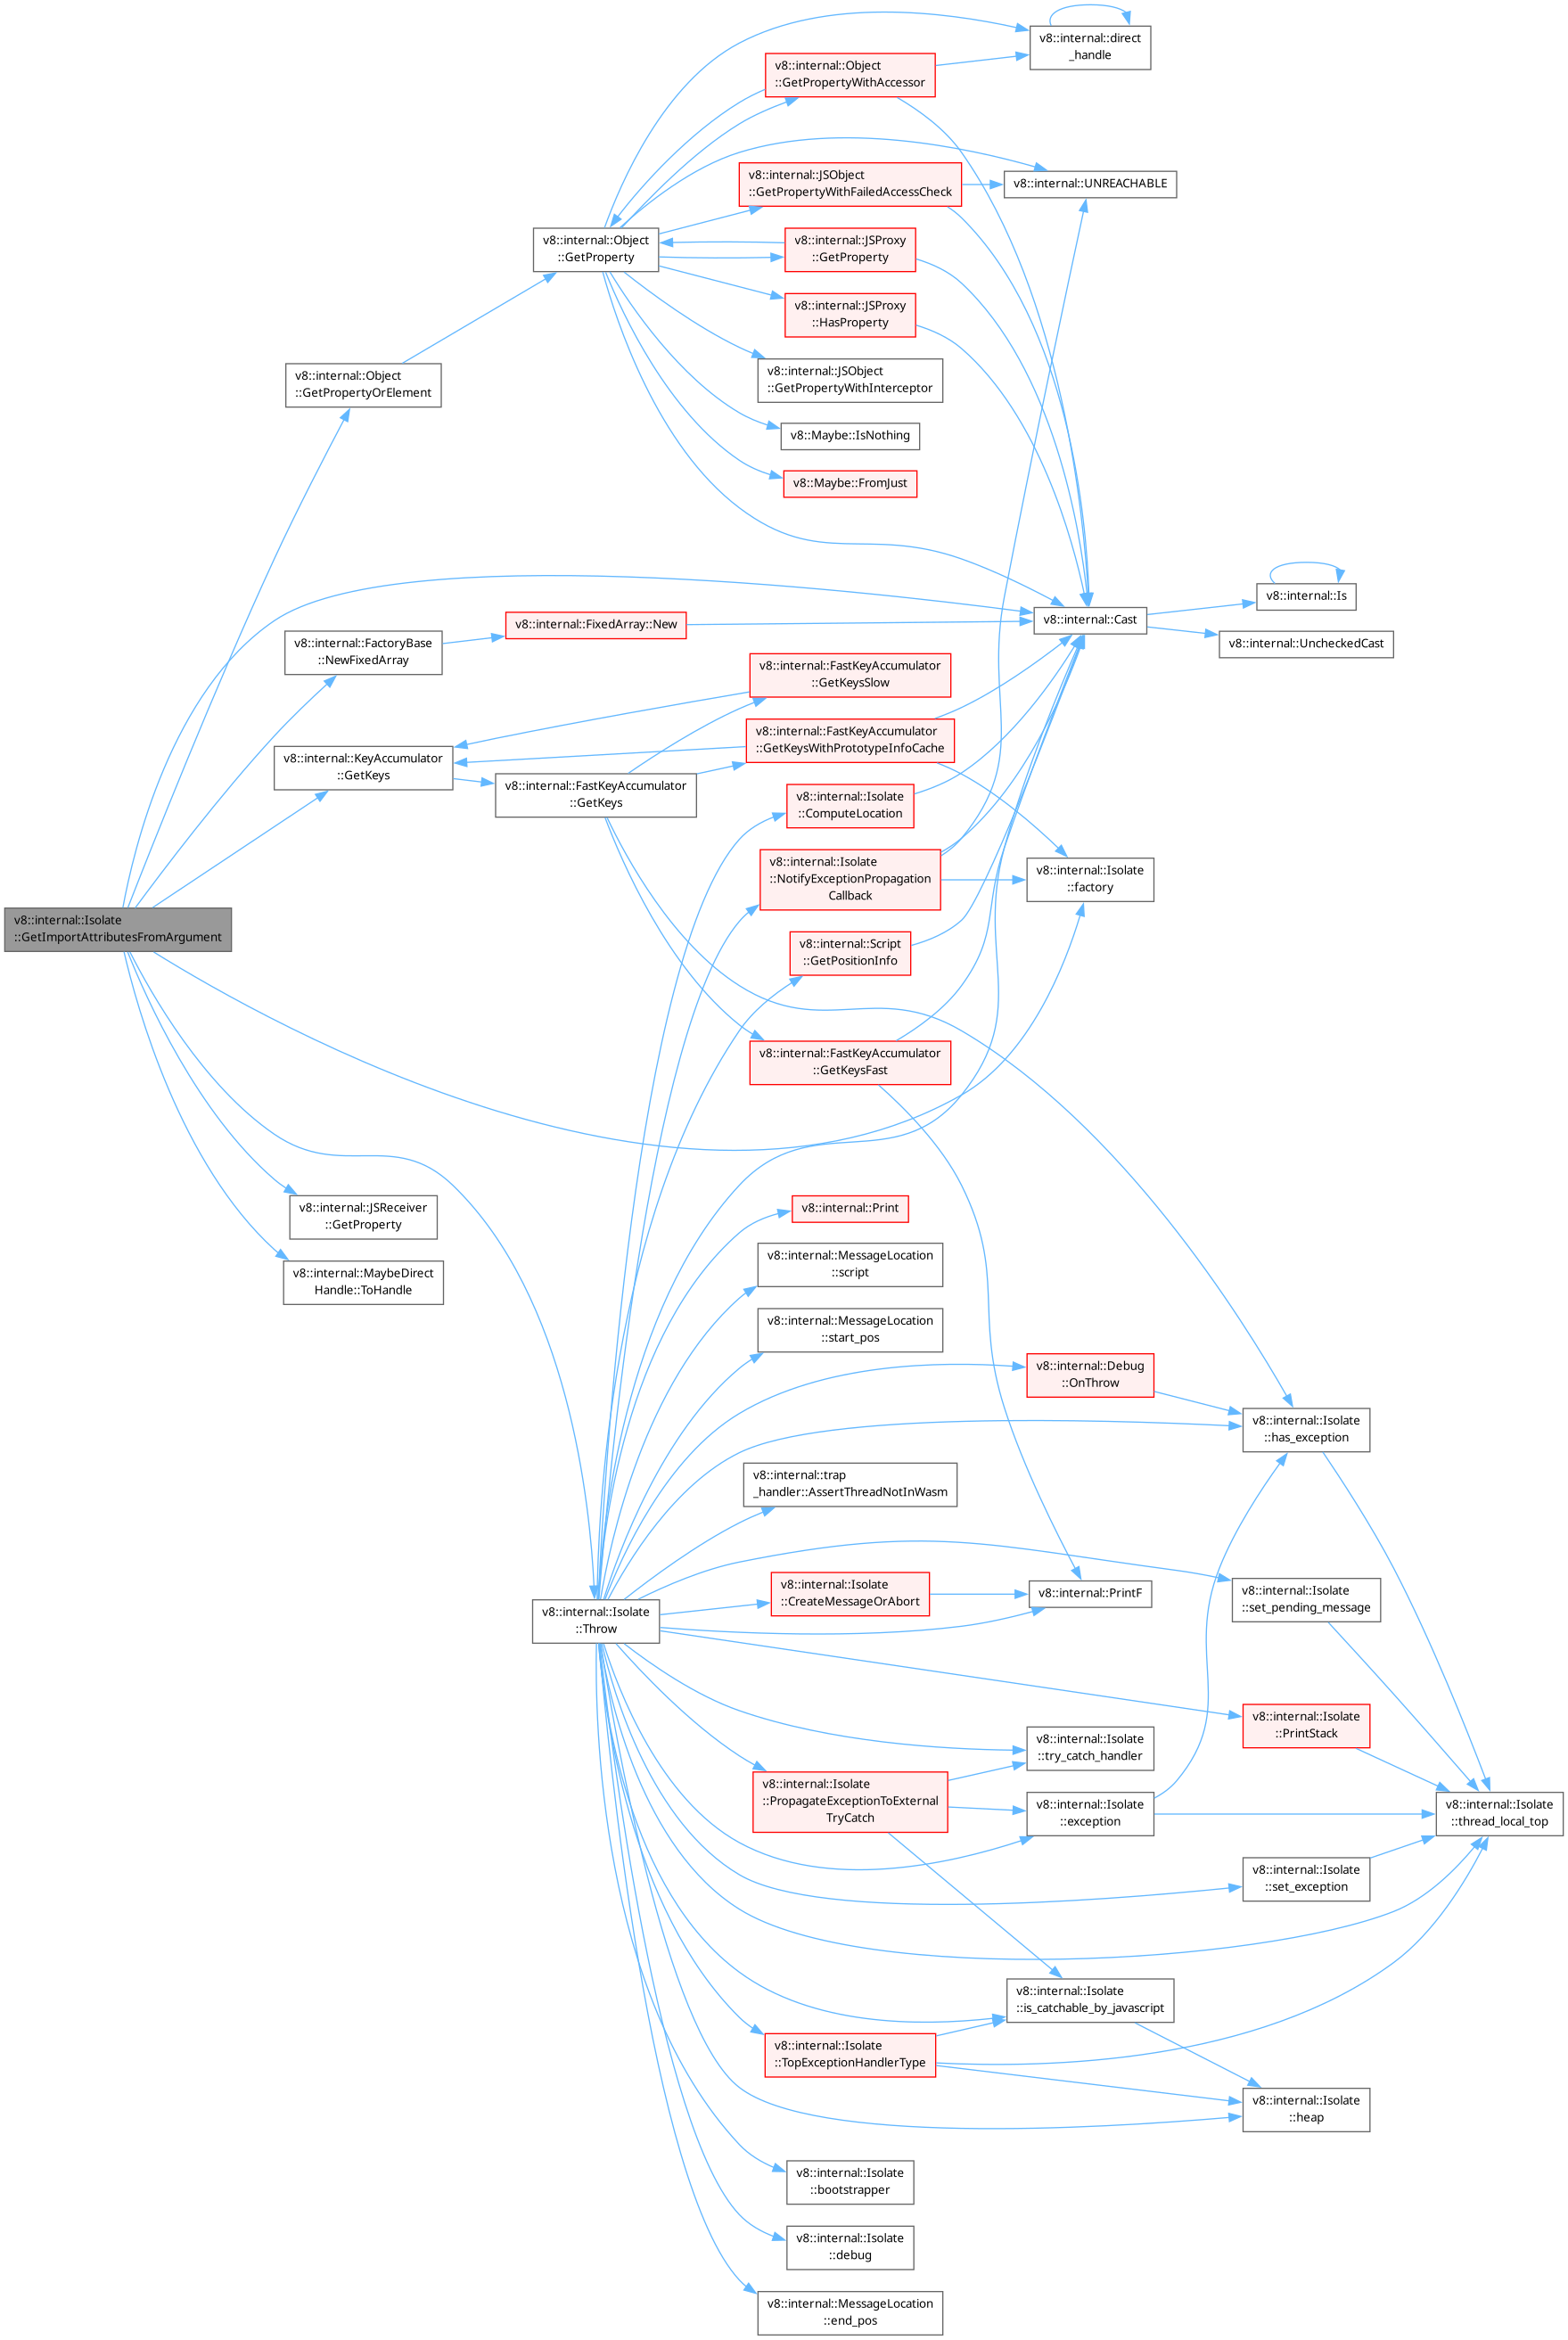 v8::internal::direct
_handle
v8::internal::Object
::GetPropertyWithAccessor
v8::internal::JSObject
::GetPropertyWithFailedAccessCheck
v8::internal::UNREACHABLE
v8::internal::Object
::GetProperty
v8::internal::JSProxy
::GetProperty
v8::internal::JSProxy
::HasProperty
v8::internal::Object
::GetPropertyOrElement
v8::internal::JSObject
::GetPropertyWithInterceptor
v8::Maybe::IsNothing
v8::Maybe::FromJust
v8::internal::Is
v8::internal::FactoryBase
::NewFixedArray
v8::internal::FixedArray::New
v8::internal::Cast
v8::internal::UncheckedCast
v8::internal::FastKeyAccumulator
::GetKeysSlow
v8::internal::KeyAccumulator
::GetKeys
v8::internal::FastKeyAccumulator
::GetKeysWithPrototypeInfoCache
v8::internal::FastKeyAccumulator
::GetKeys
v8::internal::Isolate
::ComputeLocation
v8::internal::Isolate
::NotifyExceptionPropagation
Callback
v8::internal::Isolate
::factory
v8::internal::Isolate
::GetImportAttributesFromArgument
v8::internal::Script
::GetPositionInfo
v8::internal::FastKeyAccumulator
::GetKeysFast
v8::internal::JSReceiver
::GetProperty
v8::internal::Print
v8::internal::MaybeDirect
Handle::ToHandle
v8::internal::MessageLocation
::script
v8::internal::MessageLocation
::start_pos
v8::internal::Debug
::OnThrow
v8::internal::Isolate
::has_exception
v8::internal::trap
_handler::AssertThreadNotInWasm
v8::internal::Isolate
::Throw
v8::internal::Isolate
::CreateMessageOrAbort
v8::internal::PrintF
v8::internal::Isolate
::set_pending_message
v8::internal::Isolate
::PrintStack
v8::internal::Isolate
::try_catch_handler
v8::internal::Isolate
::PropagateExceptionToExternal
TryCatch
v8::internal::Isolate
::exception
v8::internal::Isolate
::thread_local_top
v8::internal::Isolate
::set_exception
v8::internal::Isolate
::is_catchable_by_javascript
v8::internal::Isolate
::TopExceptionHandlerType
v8::internal::Isolate
::heap
v8::internal::Isolate
::bootstrapper
v8::internal::Isolate
::debug
v8::internal::MessageLocation
::end_pos